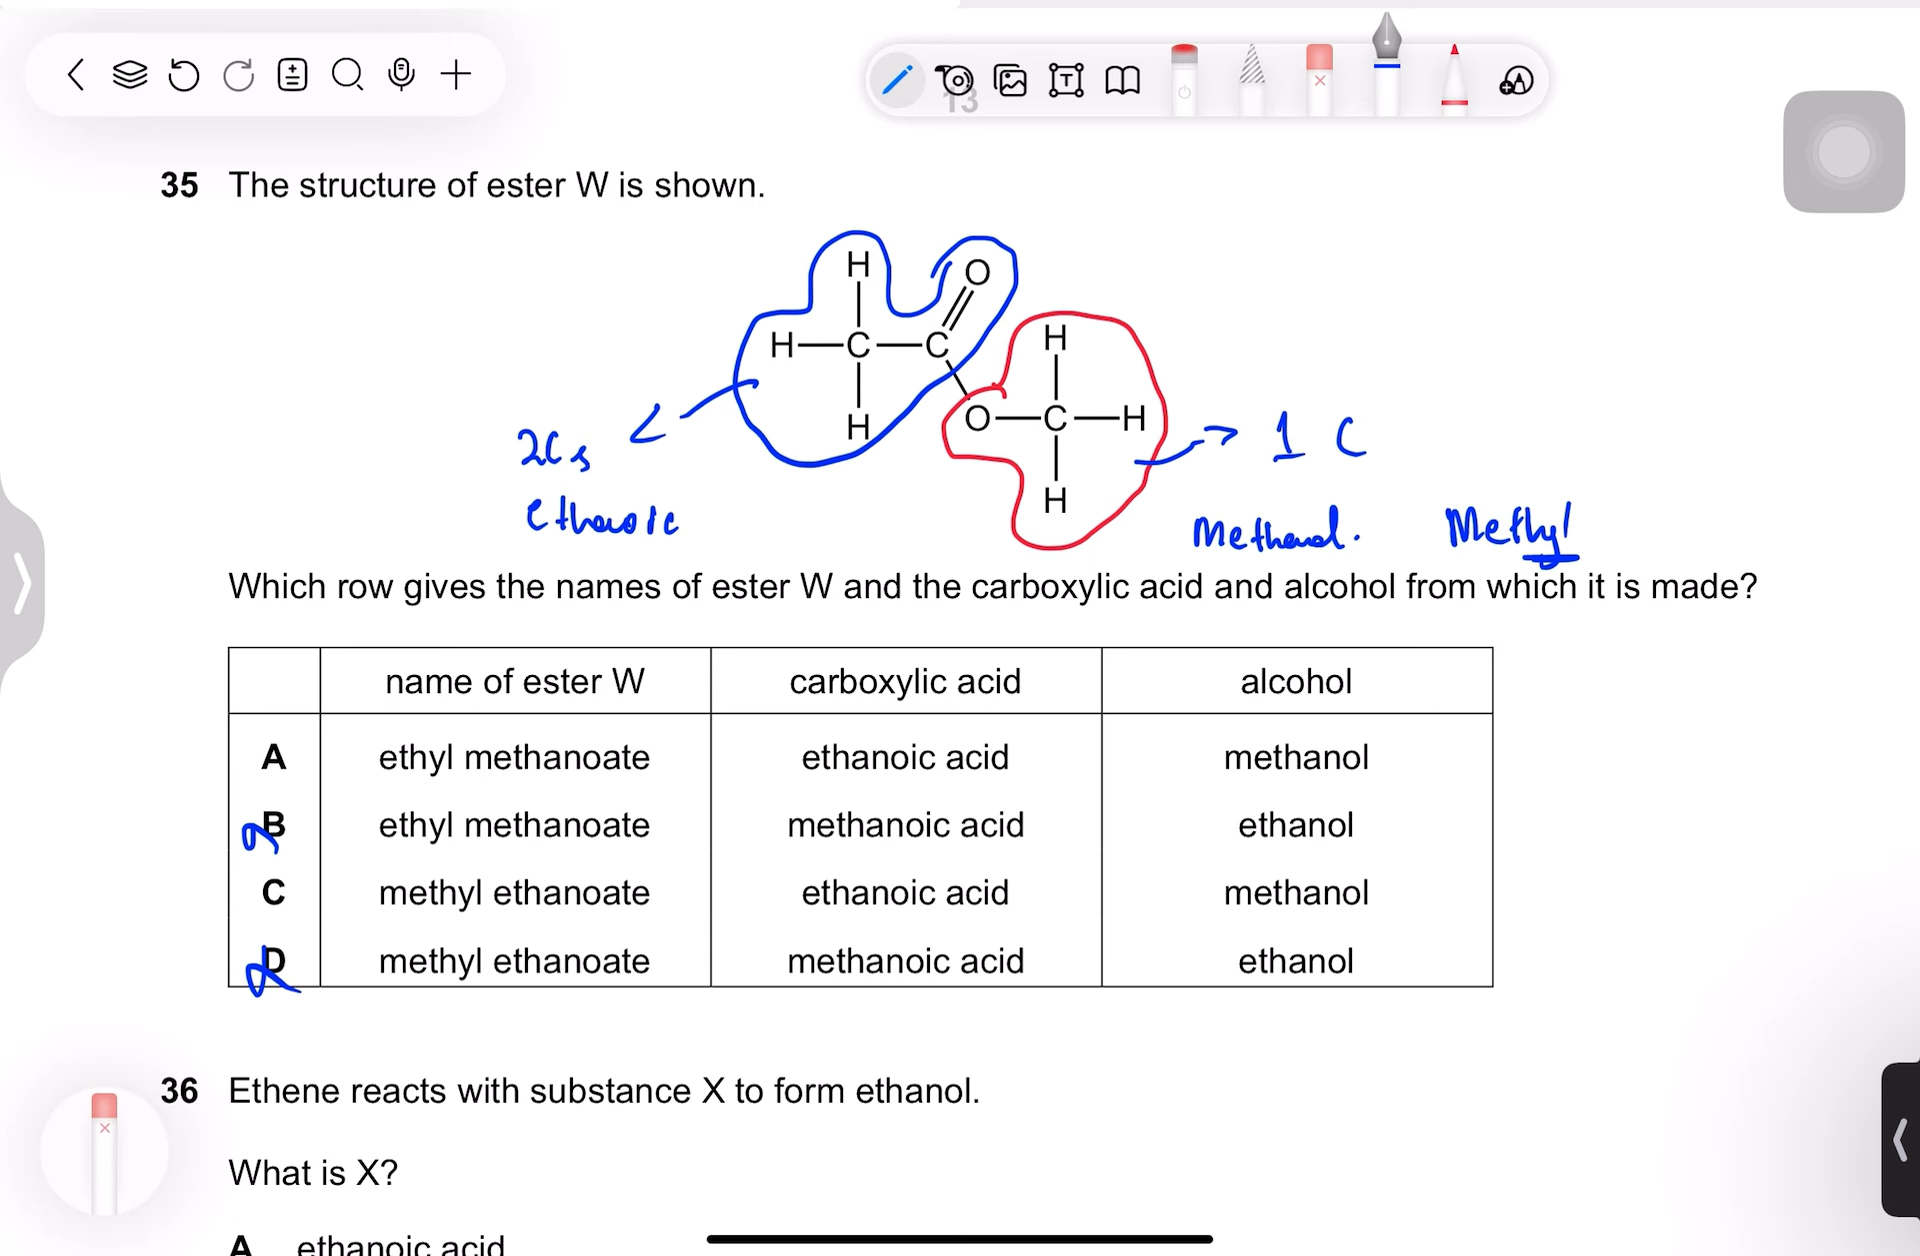 13
35 The structure of ester W is shown.
H O
H C C H
H O C H
H
2Cs 1 C
ethanoic Methanol. Methyl
Which row gives the names of ester W and the carboxylic acid and alcohol from which it is made?
name of ester W carboxylic acid alcohol
A ethyl methanoate ethanoic acid methanol
B ethyl methanoate methanoic acid ethanol
C methyl ethanoate ethanoic acid methanol
D methyl ethanoate methanoic acid ethanol
36 Ethene reacts with substance X to form ethanol.
What is X?
A ethanoic acid